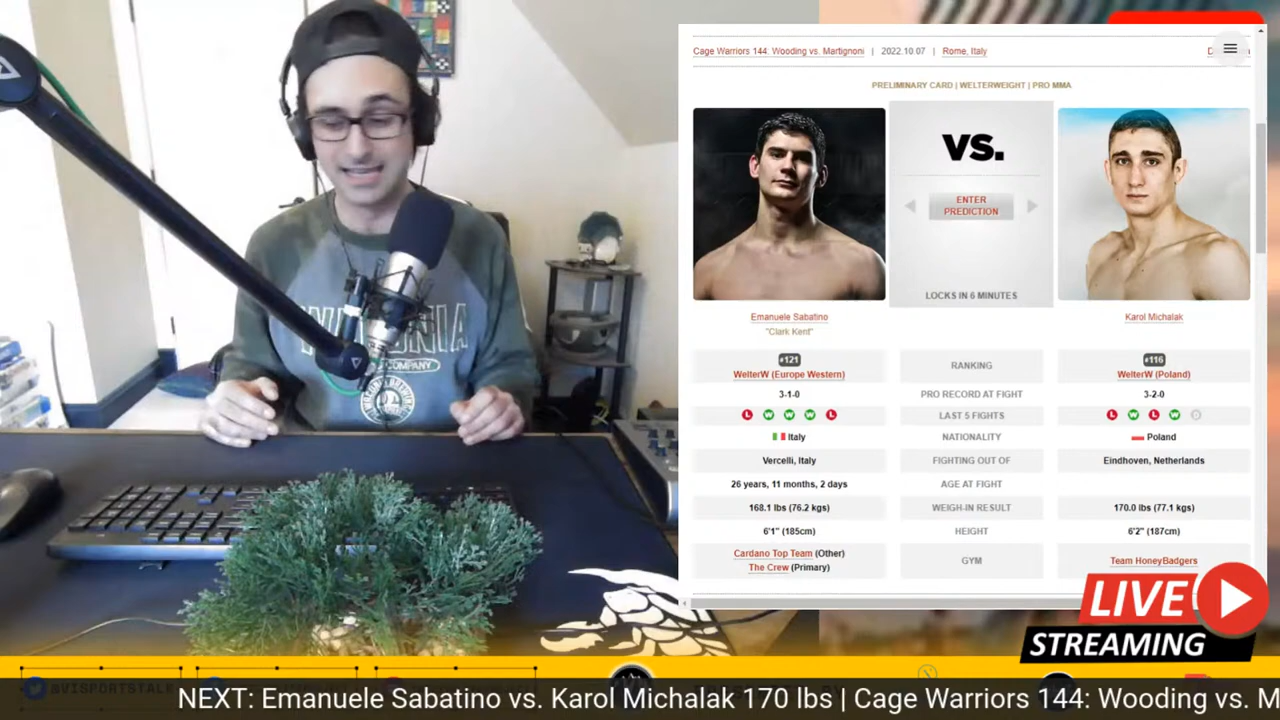 Cage Warriors 144: Wooding vs. Martignoni | 2022.10.07 | Rome, Italy
PRELIMINARY CARD | WELTERWEIGHT | PRO MMA
VS.
ENTER
PREDICTION
LOCKS IN 6 MINUTES
Emanuele Sabatino
"Clark Kent"
Karol Michalak
#121
WelterW (Europe Western)
RANKING
#116
WelterW (Poland)
3-1-0
PRO RECORD AT FIGHT
3-2-0
L W W W L
LAST 5 FIGHTS
L W L W
Italy
NATIONALITY
Poland
Vercelli, Italy
FIGHTING OUT OF
Eindhoven, Netherlands
26 years, 11 months, 2 days
AGE AT FIGHT
168.1 lbs (76.2 kgs)
WEIGH-IN RESULT
170.0 lbs (77.1 kgs)
6'1" (185cm)
HEIGHT
6'2" (187cm)
Cardano Top Team (Other)
The Crew (Primary)
GYM
Team HoneyBadgers
COMPANY
LIVE
STREAMING
@VISPORTSTALK
NEXT: Emanuele Sabatino vs. Karol Michalak 170 lbs | Cage Warriors 144: Wooding vs. M